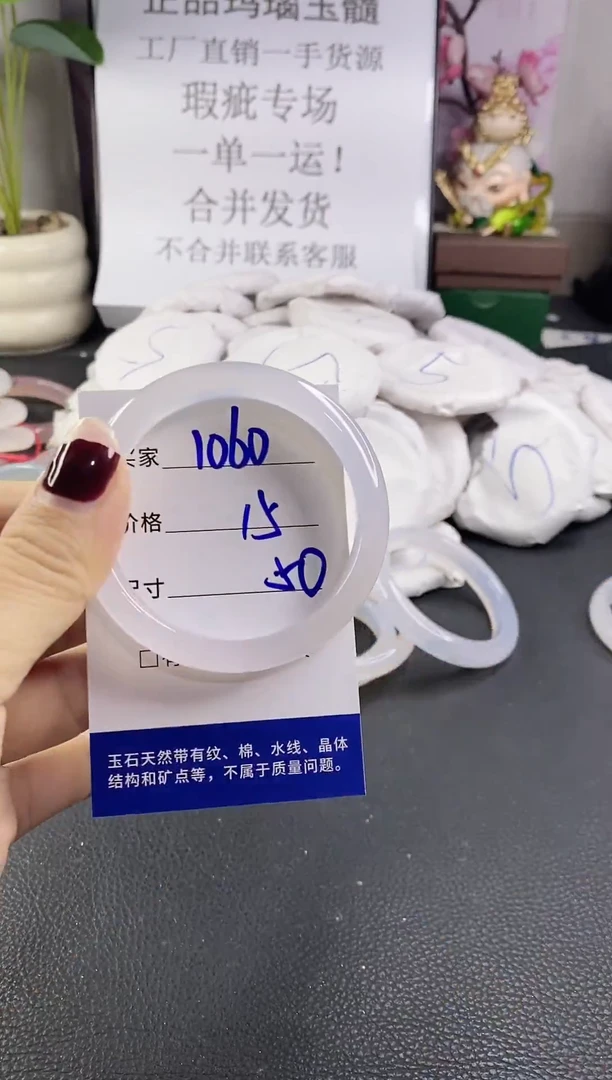 正品玛瑙玉髓
工厂直销一手货源
瑕疵专场
一单一运！
合并发货
不合并联系客服
5
5
家 1060
价格 15
尺寸 50
玉石天然带有纹、棉、水线、晶体
结构和矿点等，不属于质量问题。